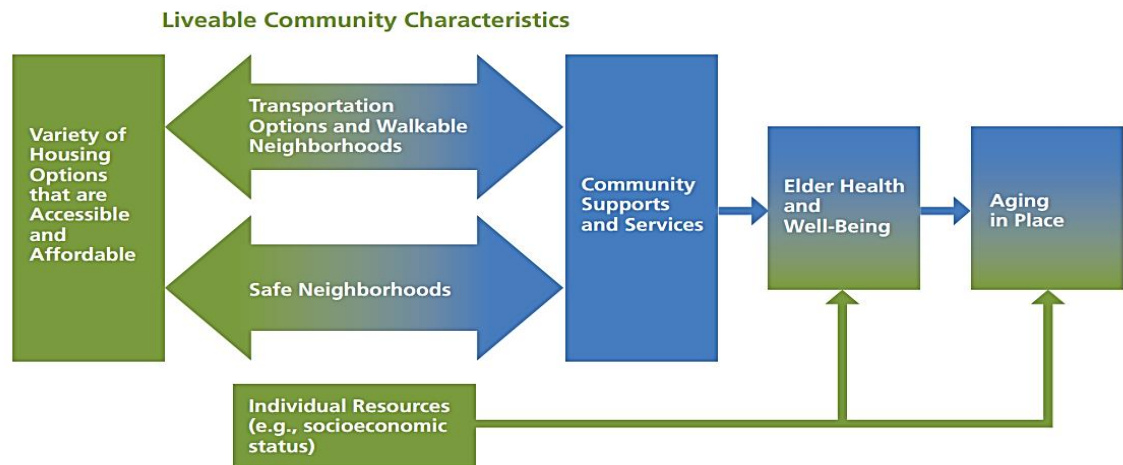 Liveable Community Characteristics
Variety of
Housing
Options
that are
Accessible
and
Affordable
Transportation
Options and Walkable
Neighborhoods
Safe Neighborhoods
Community
Supports
and Services
Elder Health
and
Well-Being
Aging
in Place
Individual Resources
(e.g., socioeconomic
status)